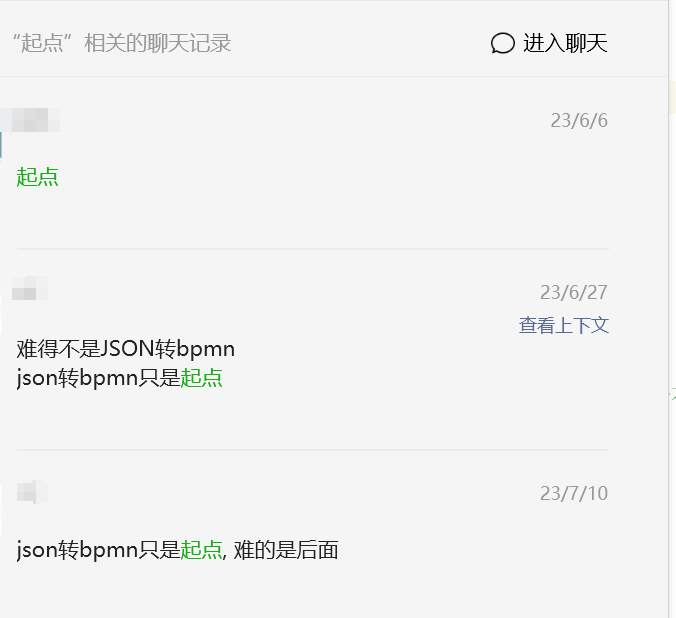 “起点”相关的聊天记录
进入聊天
23/6/6
起点
23/6/27
查看上下文
难得不是JSON转bpmn
json转bpmn只是起点
23/7/10
json转bpmn只是起点, 难的是后面